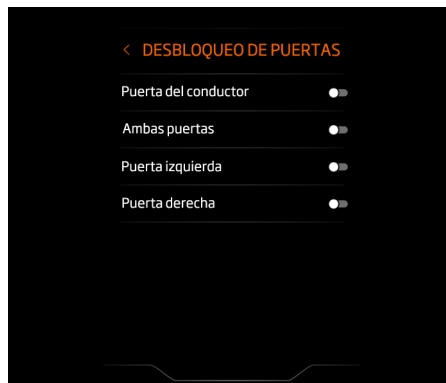 DESBLOQUEO DE PUERTAS
Puerta del conductor
Ambas puertas
Puerta izquierda
Puerta derecha